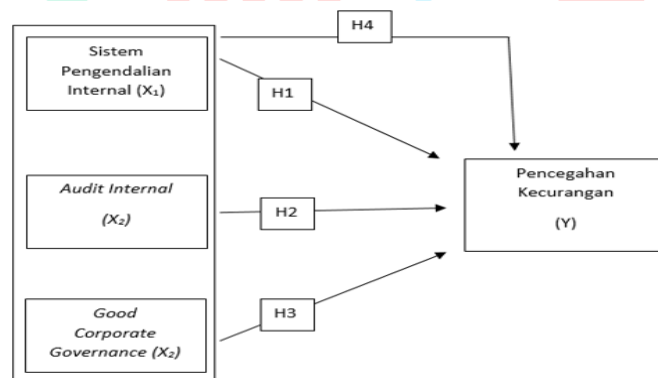 H4
Sistem
Pengendalian
Internal (X₁)
H1
Audit Internal
(X₂)
H2
Pencegahan
Kecurangan
(Y)
Good
Corporate
Governance (X₂)
H3